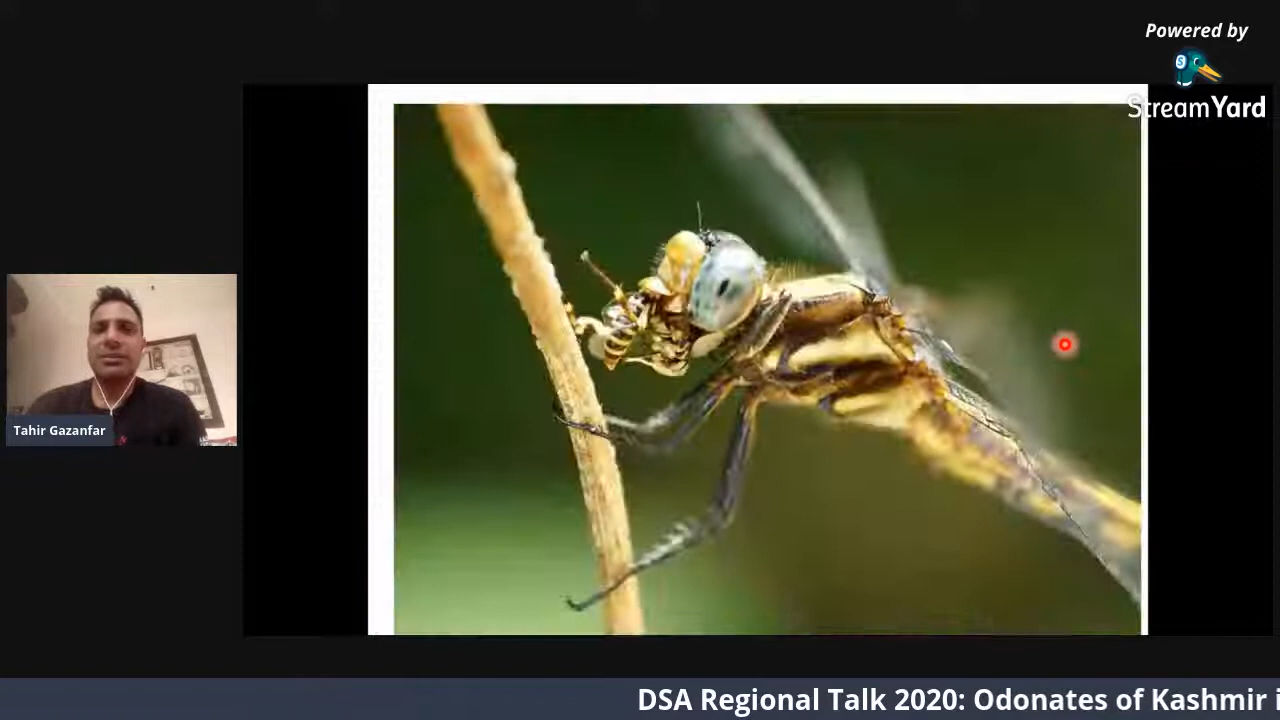 Powered by
StreamYard
Tahir Gazanfar
DSA Regional Talk 2020: Odonates of Kashmir